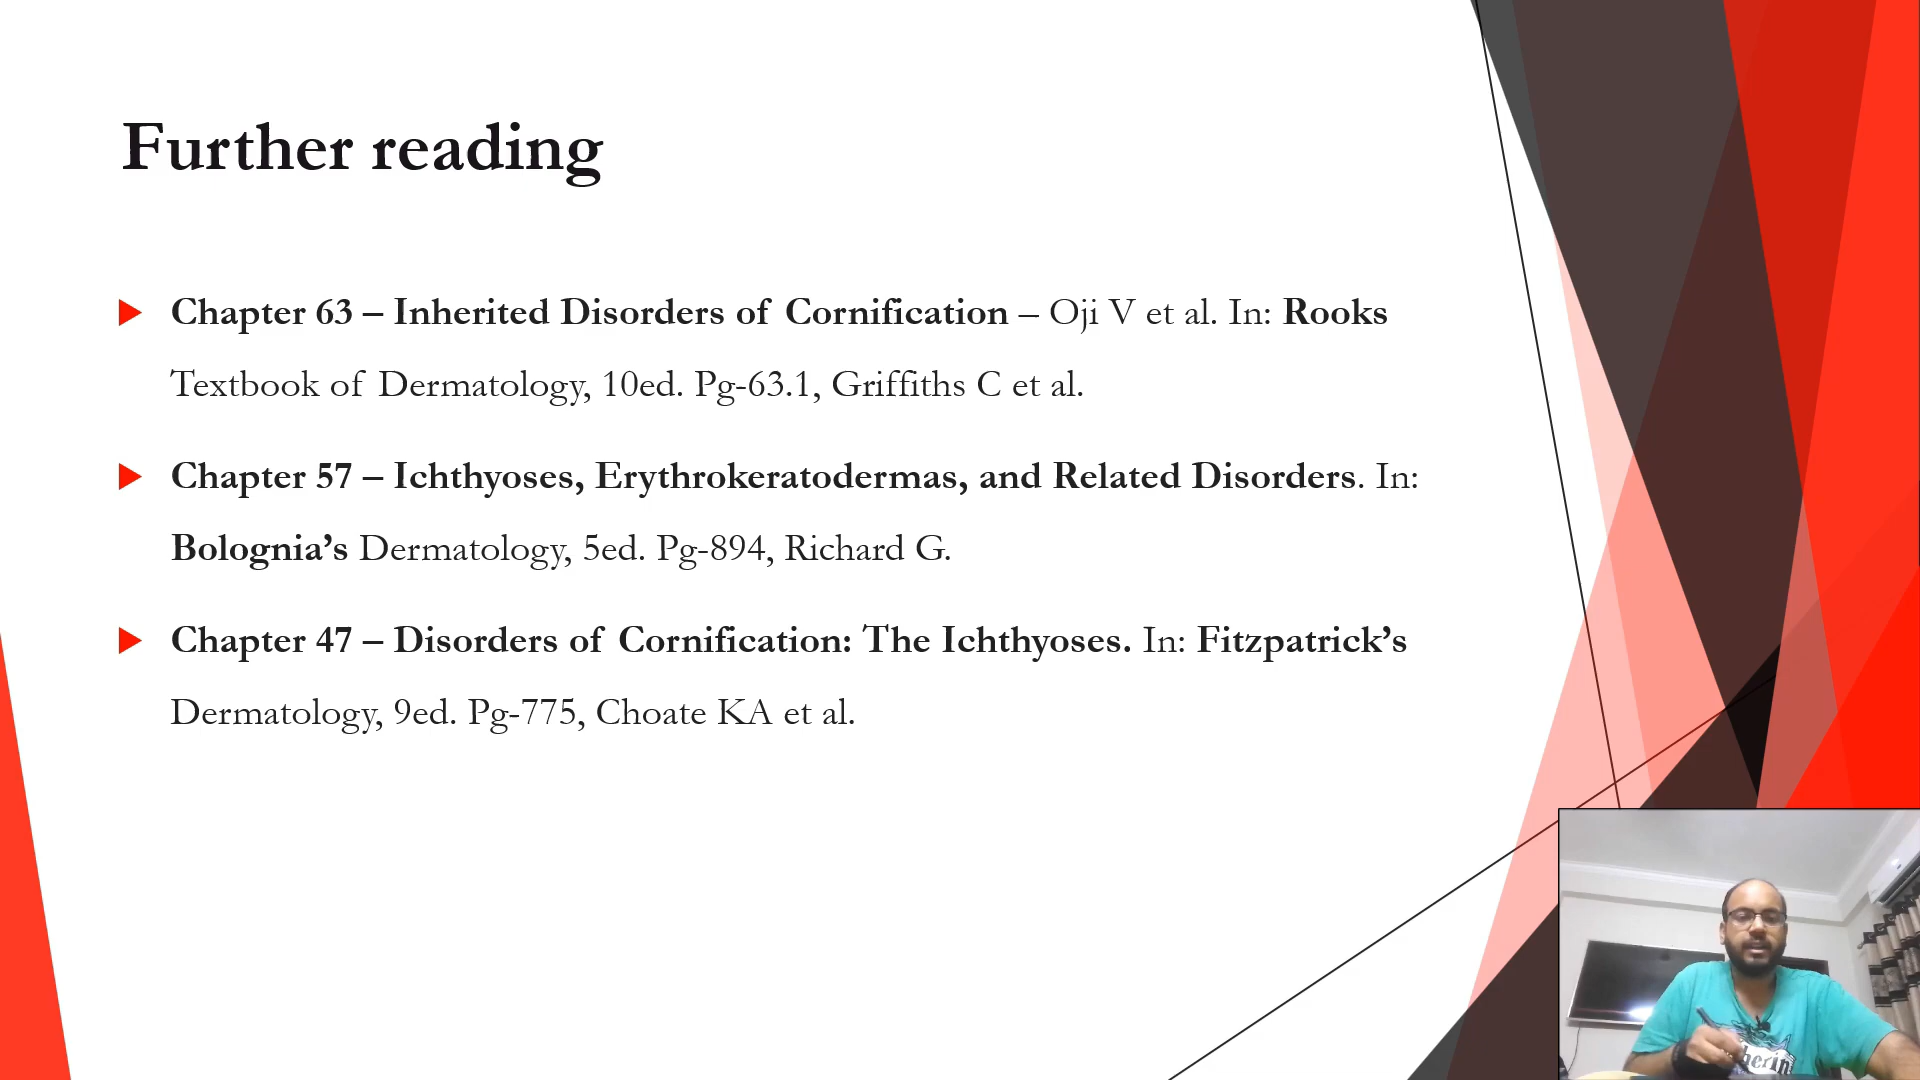 Further reading
Chapter 63 – Inherited Disorders of Cornification – Oji V et al. In: Rooks
Textbook of Dermatology, 10ed. Pg-63.1, Griffiths C et al.
Chapter 57 – Ichthyoses, Erythrokeratodermas, and Related Disorders. In:
Bolognia’s Dermatology, 5ed. Pg-894, Richard G.
Chapter 47 – Disorders of Cornification: The Ichthyoses. In: Fitzpatrick’s
Dermatology, 9ed. Pg-775, Choate KA et al.